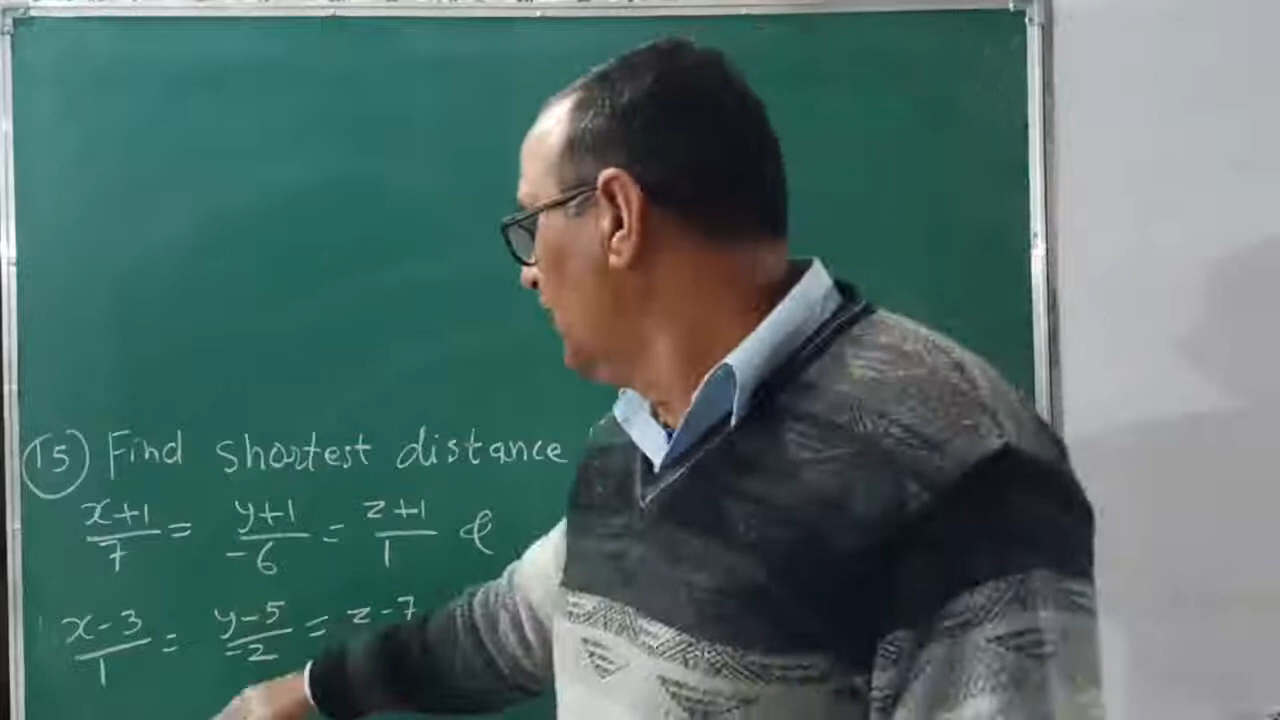 15) Find shortest distance
x+1/7 = y+1/-6 = z+1/1 &
x-3/1 = y-5/-2 = z-7